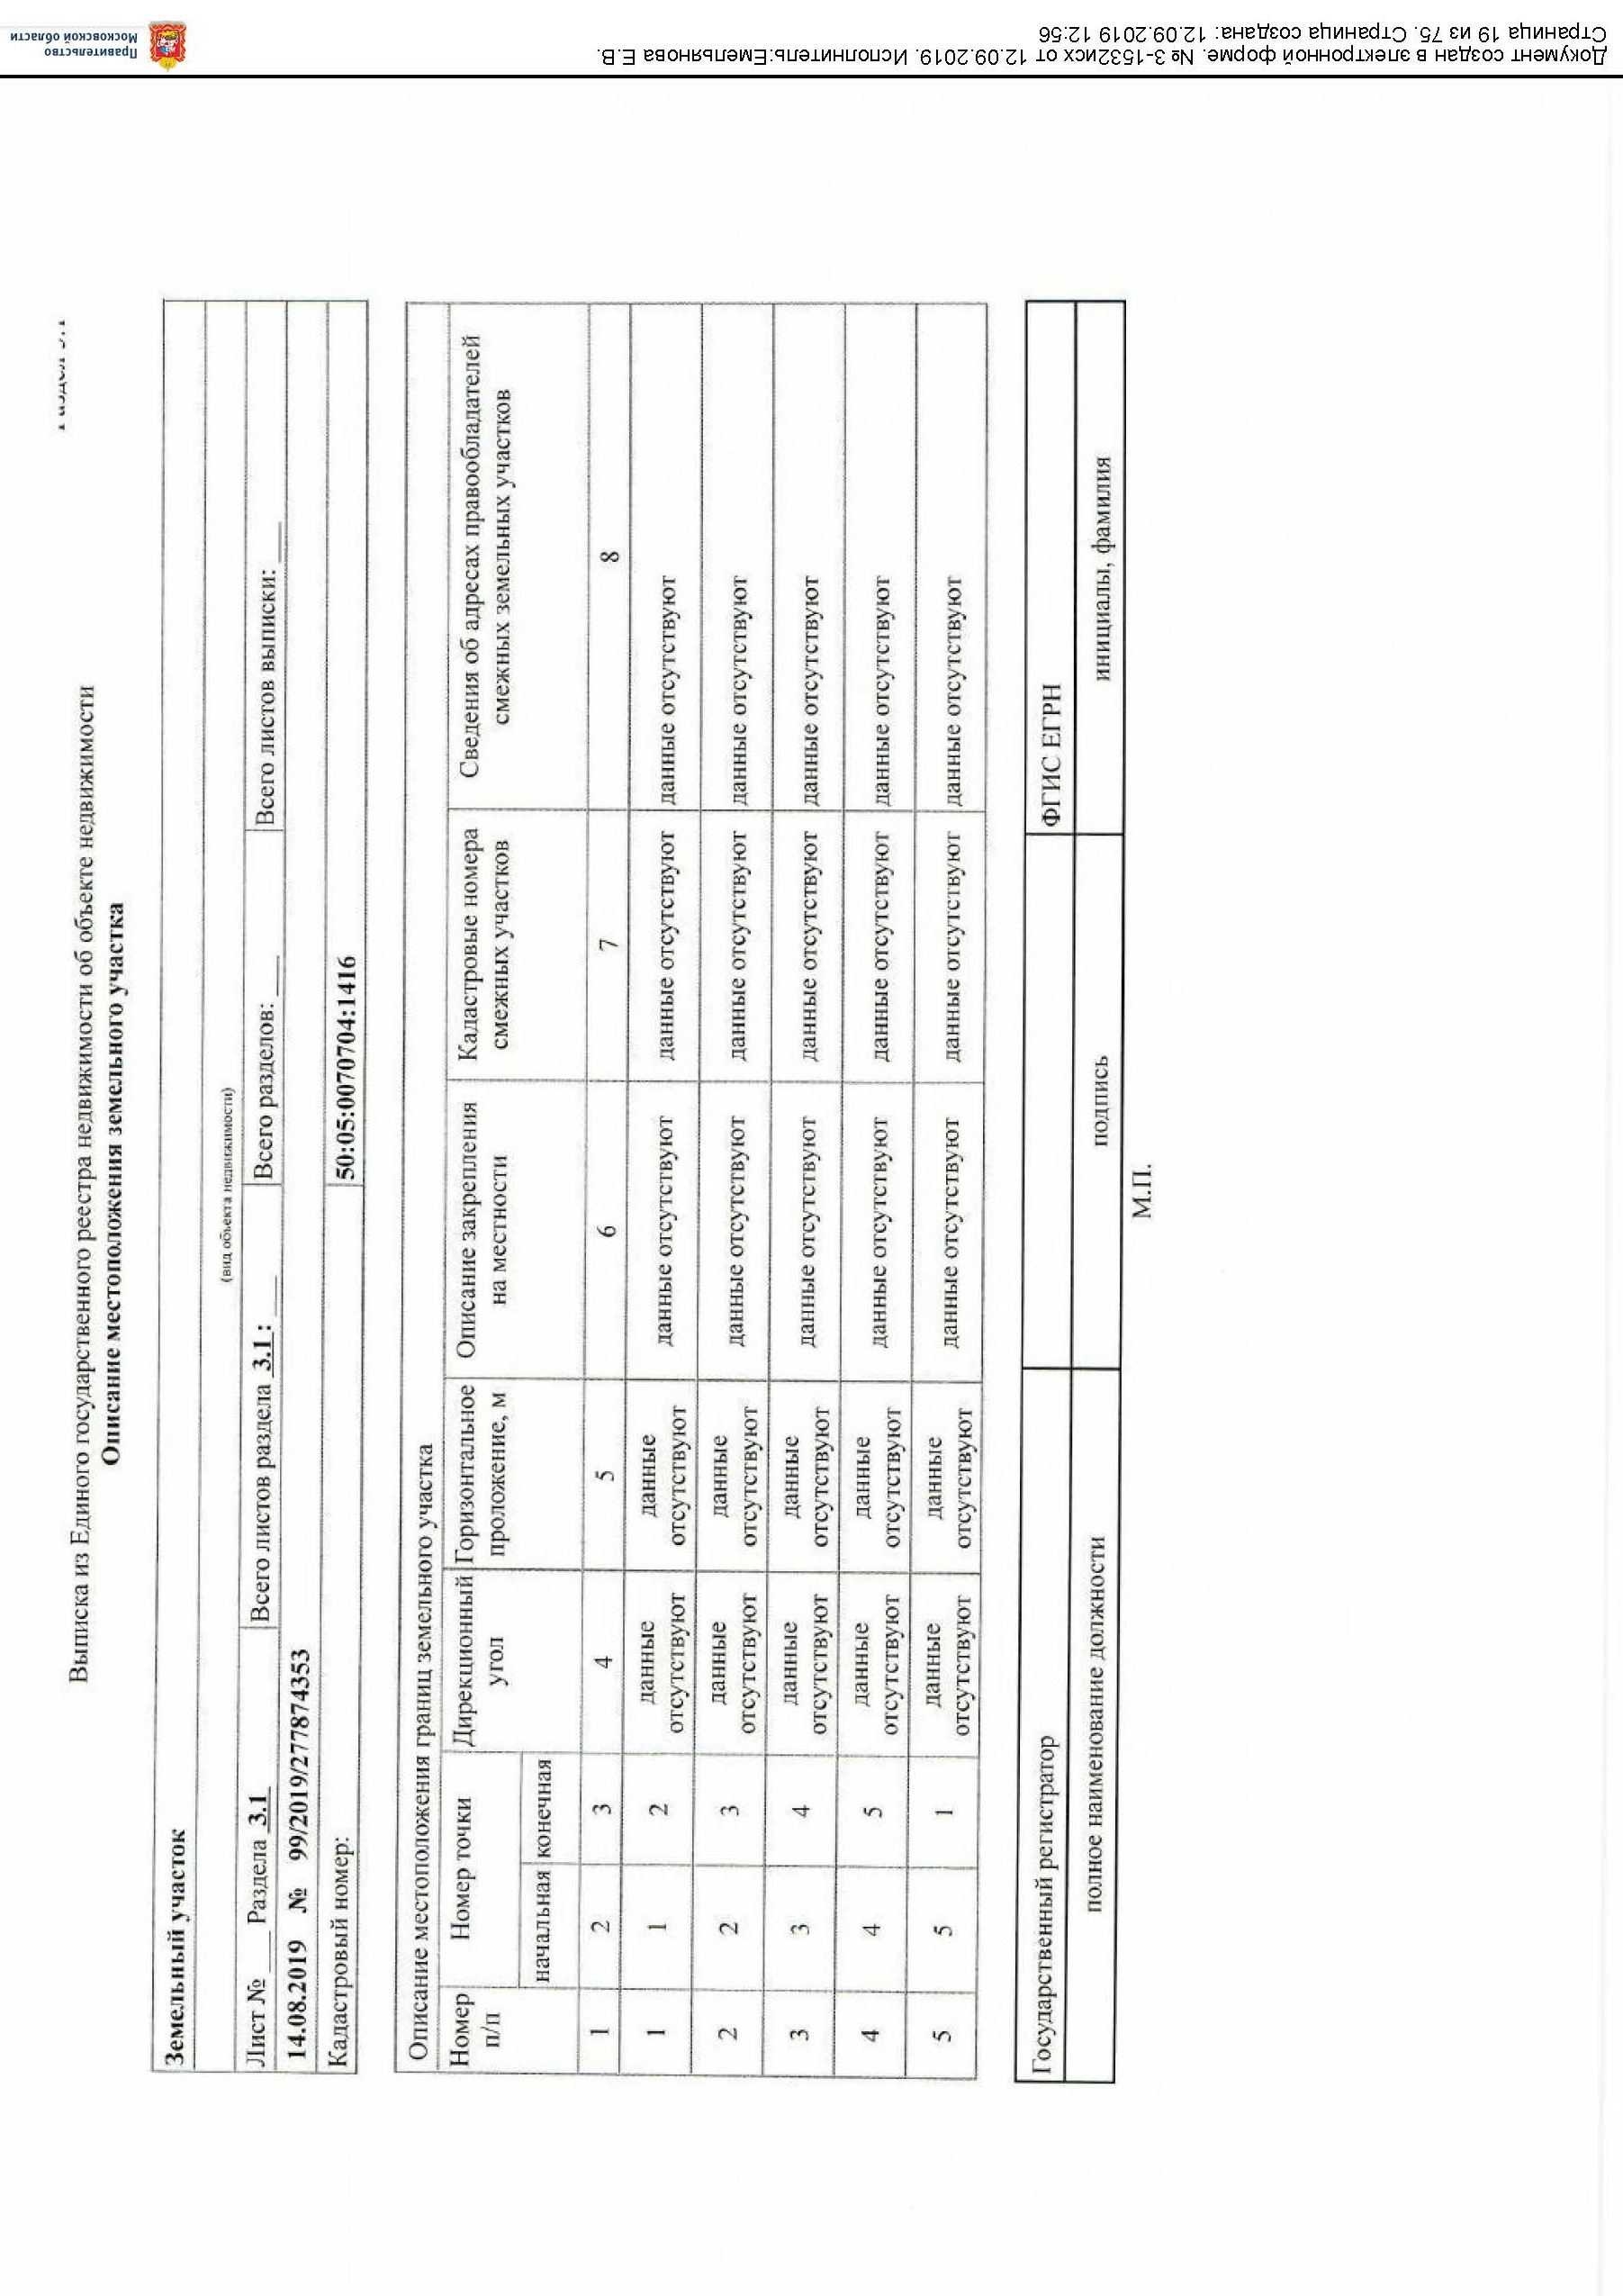 Документ создан в электронной форме. № 3-1532исх от 12.09.2019. Исполнитель:Емельянова Е.В.
Страница 19 из 75. Страница создана: 12.09.2019 12:56
Правительство
Московской области
Выписка из Единого государственного реестра недвижимости об объекте недвижимости
Описание местоположения земельного участка
Земельный участок
(вид объекта недвижимости)
Лист № ___ Раздела 3.1 Всего листов раздела 3.1 : ___ Всего разделов: ___ Всего листов выписки: ___
14.08.2019 № 99/2019/277874353
Кадастровый номер: 50:05:0070704:1416
Описание местоположения границ земельного участка
Номер п/п Номер точки Дирекционный угол Горизонтальное проложение, м Описание закрепления на местности Кадастровые номера смежных участков Сведения об адресах правообладателей смежных земельных участков
начальная конечная
1 2 3 4 5 6 7 8
1 1 2 данные отсутствуют данные отсутствуют данные отсутствуют данные отсутствуют данные отсутствуют
2 2 3 данные отсутствуют данные отсутствуют данные отсутствуют данные отсутствуют данные отсутствуют
3 3 4 данные отсутствуют данные отсутствуют данные отсутствуют данные отсутствуют данные отсутствуют
4 4 5 данные отсутствуют данные отсутствуют данные отсутствуют данные отсутствуют данные отсутствуют
5 5 1 данные отсутствуют данные отсутствуют данные отсутствуют данные отсутствуют данные отсутствуют
Государственный регистратор ФГИС ЕГРН
полное наименование должности подпись инициалы, фамилия
М.П.